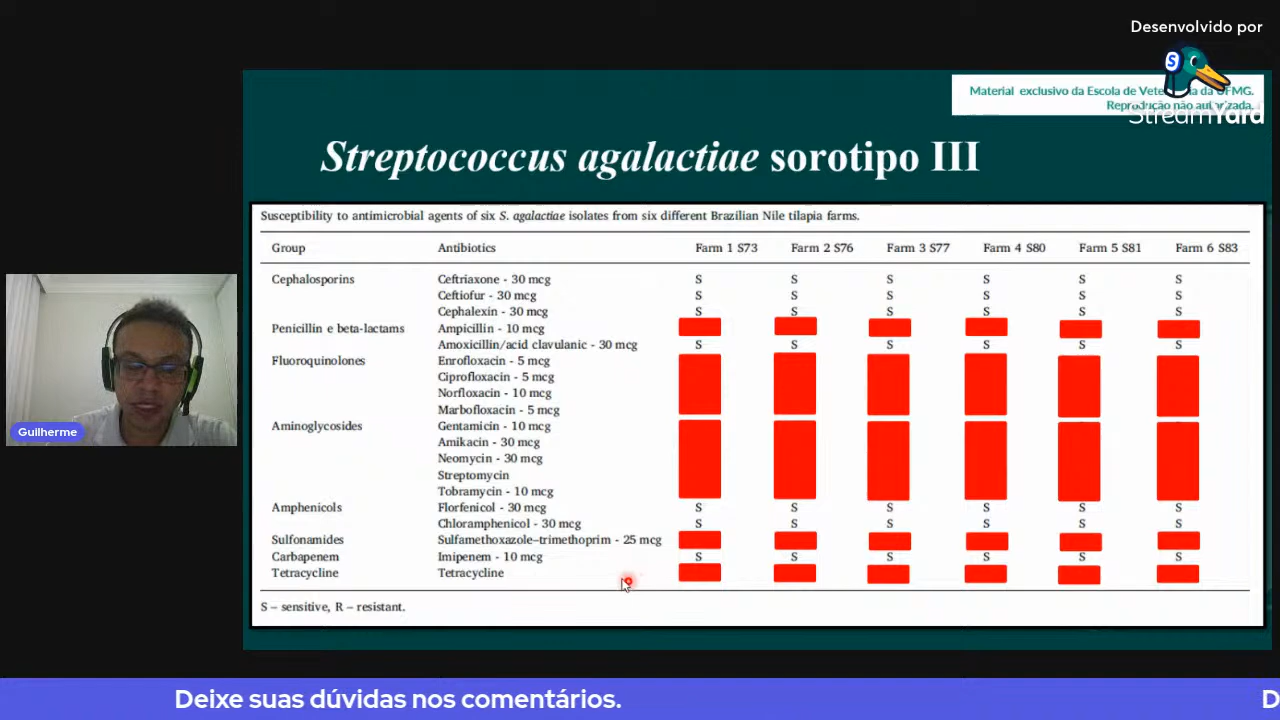 Desenvolvido por
S
StreamYard
Material exclusivo da Escola de Vete da UFMG.
Reprodução não autorizada.
Streptococcus agalactiae sorotipo III
Susceptibility to antimicrobial agents of six S. agalactiae isolates from six different Brazilian Nile tilapia farms.
Group Antibiotics Farm 1 S73 Farm 2 S76 Farm 3 S77 Farm 4 S80 Farm 5 S81 Farm 6 S83
Cephalosporins Ceftriaxone - 30 mcg S S S S S S
Ceftiofur - 30 mcg S S S S S S
Cephalexin - 30 mcg S S S S S S
Penicillin e beta-lactams Ampicillin - 10 mcg
Amoxicillin/acid clavulanic - 30 mcg S S S S S S
Fluoroquinolones Enrofloxacin - 5 mcg
Ciprofloxacin - 5 mcg
Norfloxacin - 10 mcg
Marbofloxacin - 5 mcg
Aminoglycosides Gentamicin - 10 mcg
Amikacin - 30 mcg
Neomycin - 30 mcg
Streptomycin
Tobramycin - 10 mcg
Amphenicols Florfenicol - 30 mcg S S S S S S
Chloramphenicol - 30 mcg S S S S S S
Sulfonamides Sulfamethoxazole–trimethoprim - 25 mcg
Carbapenem Imipenem - 10 mcg S S S S S S
Tetracycline Tetracycline
S – sensitive, R – resistant.
Guilherme
Deixe suas dúvidas nos comentários. D